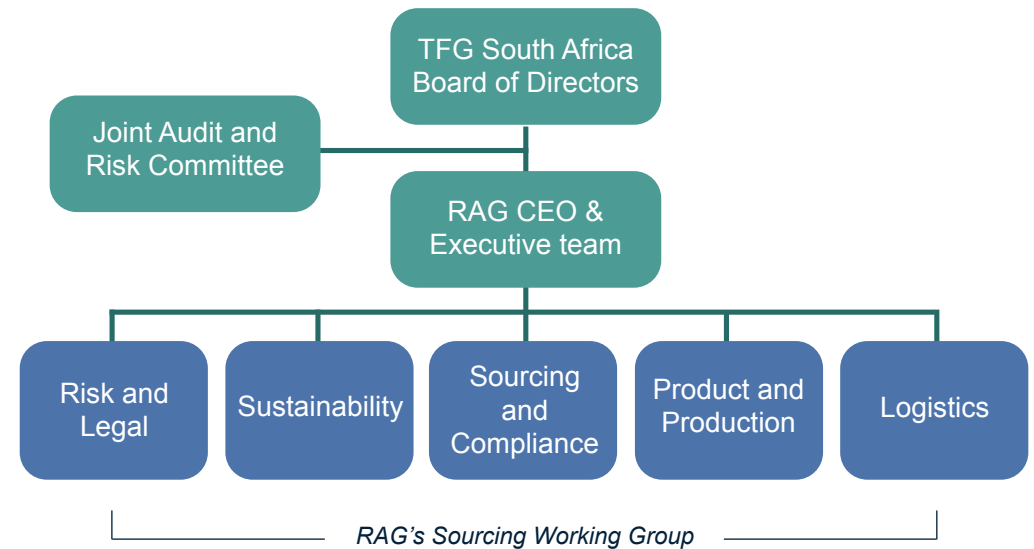 TFG South Africa
Board of Directors
Joint Audit and
Risk Committee
RAG CEO &
Executive team
Risk and
Legal
Sustainability
Sourcing
and
Compliance
Product and
Production
Logistics
RAG’s Sourcing Working Group